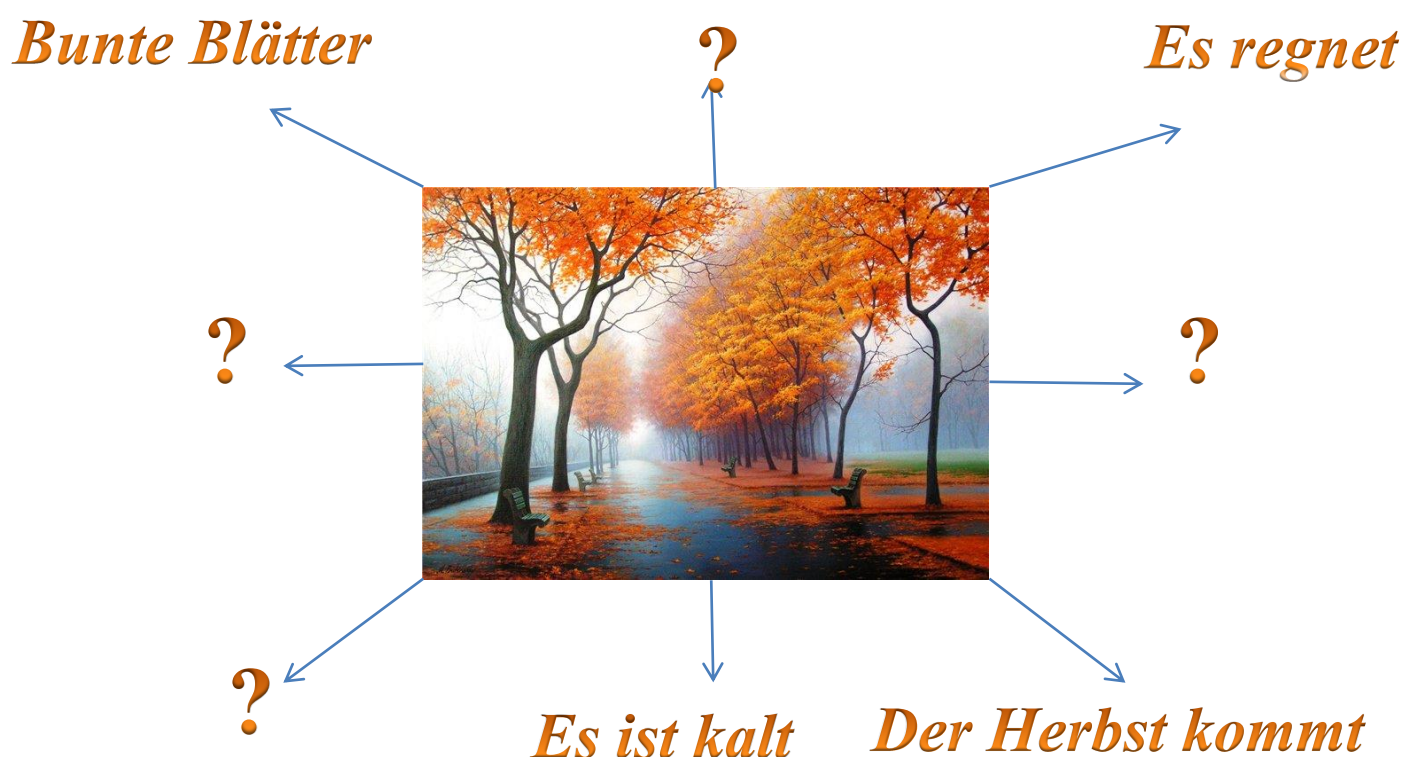 Bunte Blätter
?
Es regnet
?
?
?
Es ist kalt
Der Herbst kommt